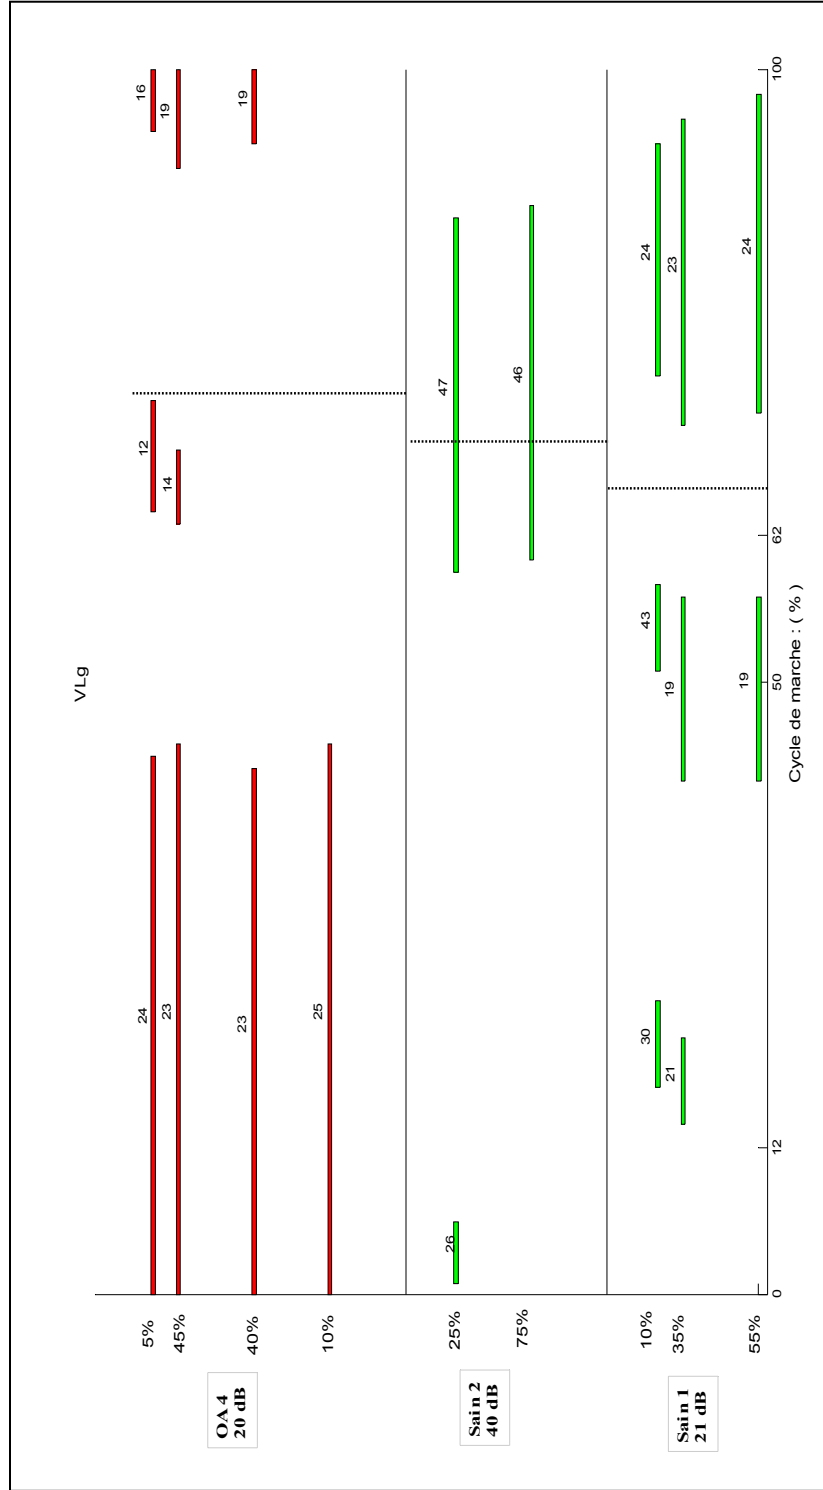 VLg
5% 24 12 16
45% 23 14 19
OA 4
20 dB
40% 23 19
10% 25
25% 26 47
Sain 2
40 dB
75% 46
10% 30 43 24
35% 21 19 23
Sain 1
21 dB
55% 19 24
0 12 50 62 100
Cycle de marche : ( % )